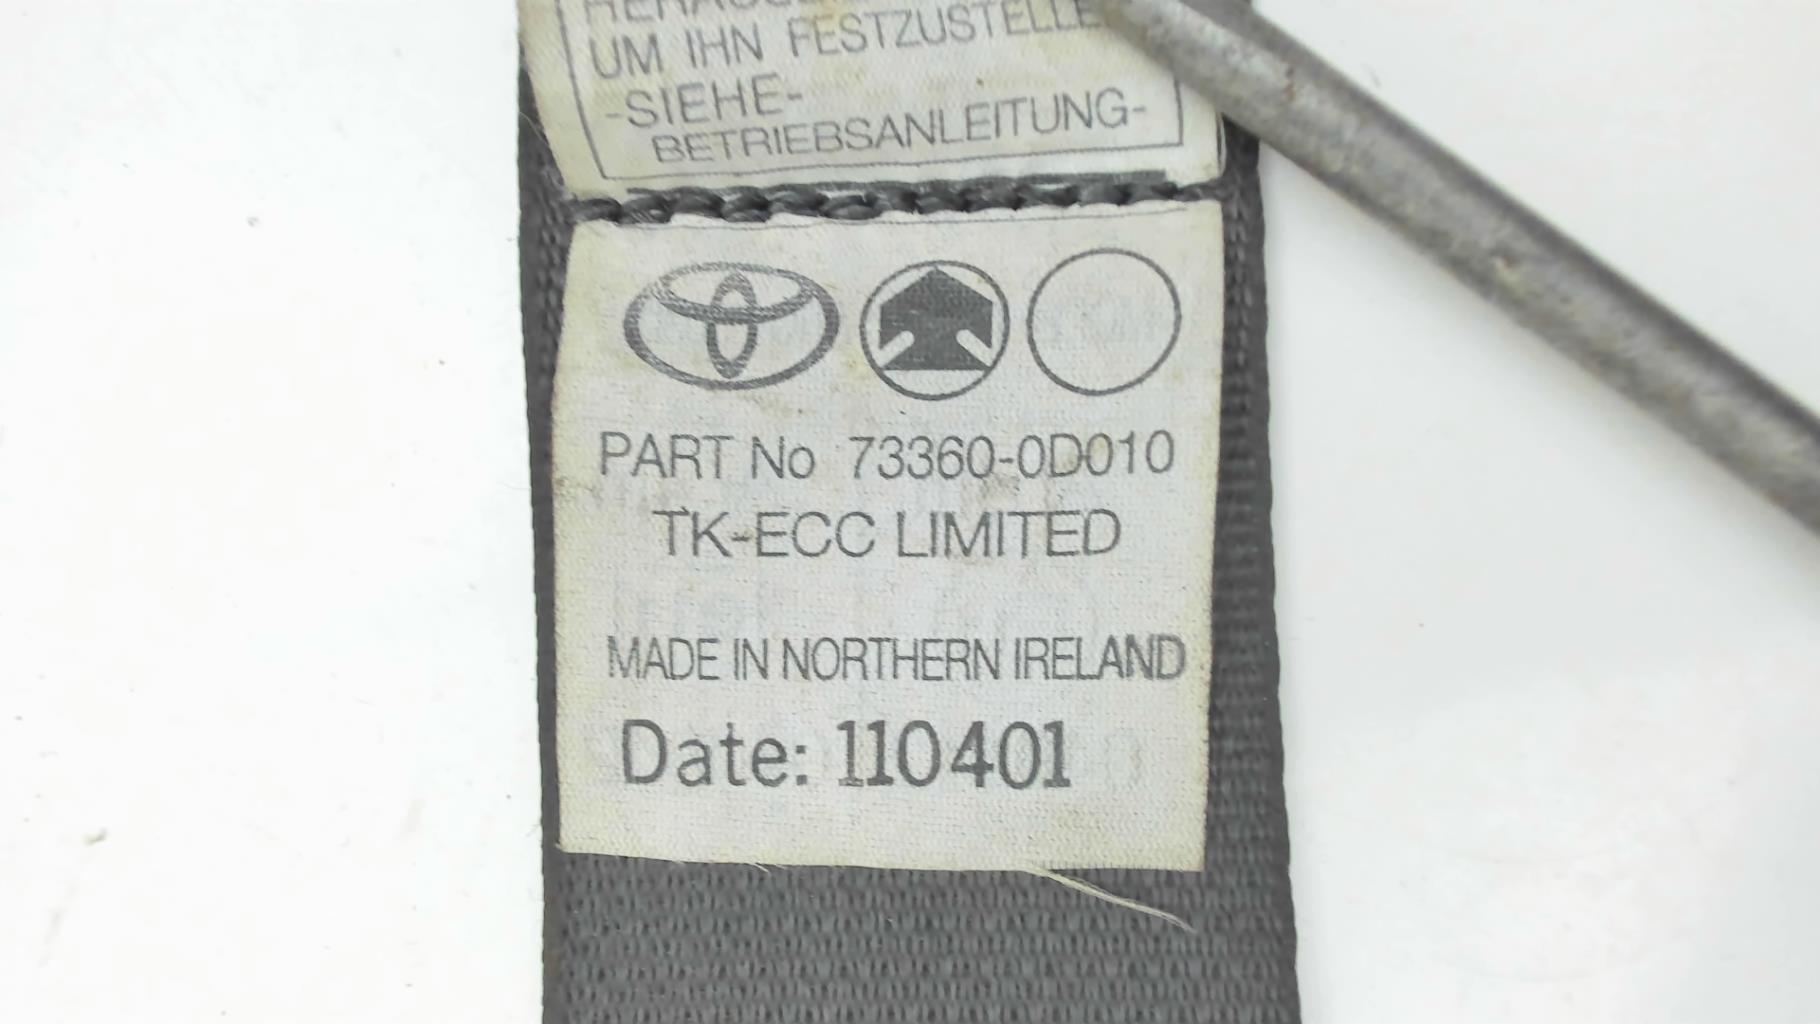 UM IHN FESTZUSTELLE
-SIEHE-
BETRIEBSANLEITUNG-
PART No 73360-0D010
TK-ECC LIMITED
MADE IN NORTHERN IRELAND
Date: 110401